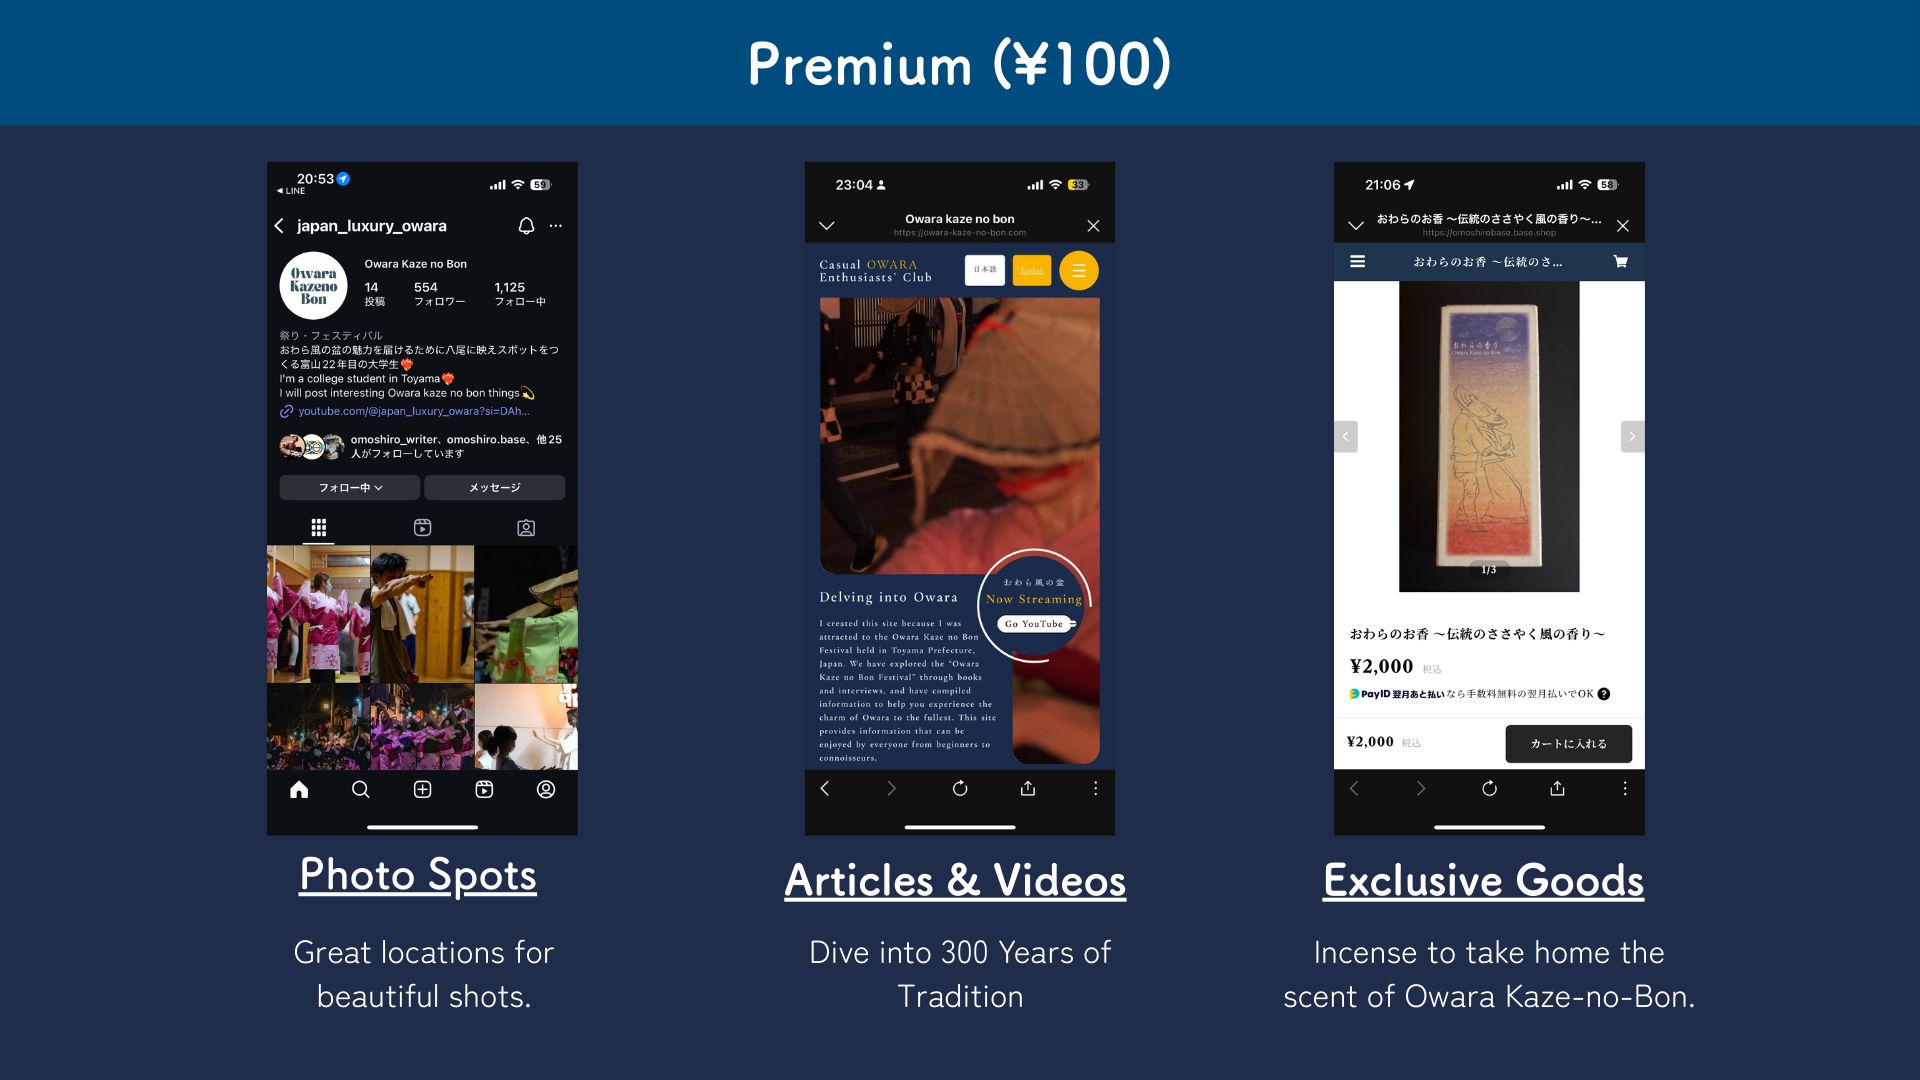 Premium (¥100)
20:53
LINE
59
japan_luxury_owara
Owara
Kazeno
Bon
Owara Kaze no Bon
14 554 1,125
投稿 フォロワー フォロー中
祭り・フェスティバル
おわら風の盆の魅力を届けるために八尾に映えスポットをつ
くる富山22年目の大学生
I'm a college student in Toyama
I will post interesting Owara kaze no bon things
youtube.com/@japan_luxury_owara?si=DAh...
omoshiro_writer、omoshiro.base、他25
人がフォローしています
フォロー中 メッセージ
Photo Spots
Great locations for
beautiful shots.
23:04
33
Owara kaze no bon
https://owara-kaze-no-bon.com
Casual OWARA
Enthusiasts' Club
日本語 English
おわら風の盆
Now Streaming
Go YouTube
Delving into Owara
I created this site because I was
attracted to the Owara Kaze no Bon
Festival held in Toyama Prefecture,
Japan. We have explored the "Owara
Kaze no Bon Festival" through books
and interviews, and have compiled
information to help you experience the
charm of Owara to the fullest. This site
provides information that can be
enjoyed by everyone from beginners to
connoisseurs.
Articles & Videos
Dive into 300 Years of
Tradition
21:06
58
おわらのお香 〜伝統のささやく風の香り〜...
https://omoshirobase.base.shop
おわらのお香 〜伝統のさ...
おわらの香り
Owara Kaze no Bon
1/3
おわらのお香 〜伝統のささやく風の香り〜
¥2,000 税込
PayID 翌月あと払いなら手数料無料の翌月払いでOK ?
¥2,000 税込
カートに入れる
Exclusive Goods
Incense to take home the
scent of Owara Kaze-no-Bon.